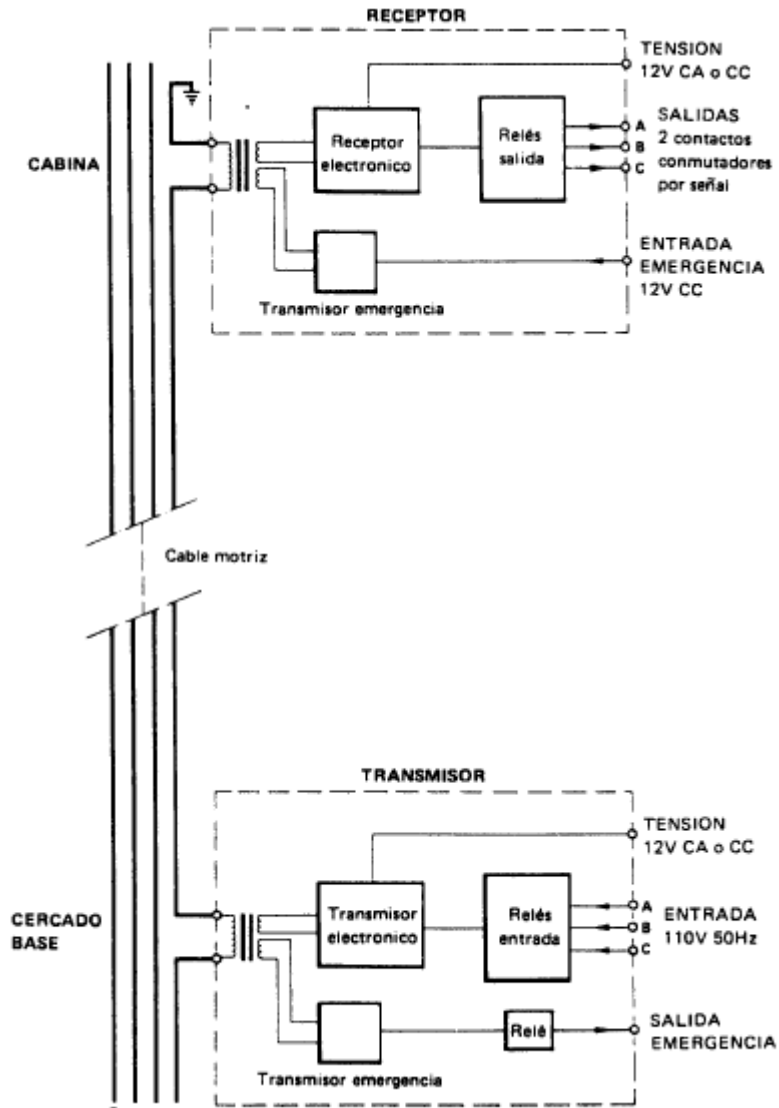 RECEPTOR
TENSION
12V CA o CC
SALIDAS
2 contactos
conmutadores
por señal
A
B
C
Receptor
electronico
Relés
salida
CABINA
ENTRADA
EMERGENCIA
12V CC
Transmisor emergencia
Cable motriz
TRANSMISOR
TENSION
12V CA o CC
Transmisor
electronico
Relés
entrada
A
B
C
ENTRADA
110V 50Hz
CERCADO
BASE
Relé
SALIDA
EMERGENCIA
Transmisor emergencia